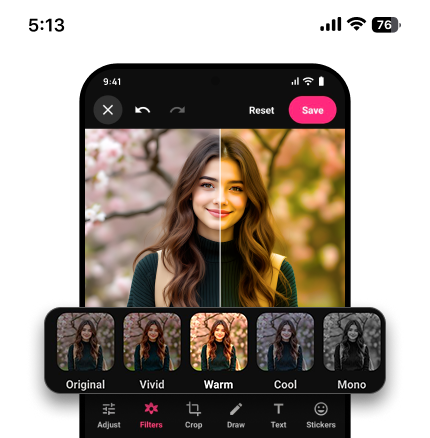 5:13
76
9:41
Reset
Save
Original
Vivid
Warm
Cool
Mono
Adjust
Filters
Crop
Draw
Text
Stickers